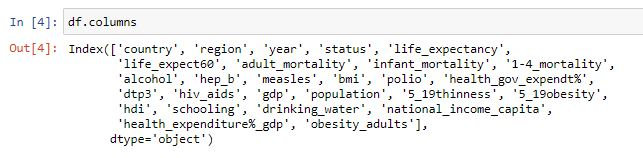 In [4]: df.columns
Out[4]: Index(['country', 'region', 'year', 'status', 'life_expectancy',
'life_expect60', 'adult_mortality', 'infant_mortality', '1-4_mortality',
'alcohol', 'hep_b', 'measles', 'bmi', 'polio', 'health_gov_expendt%',
'dtp3', 'hiv_aids', 'gdp', 'population', '5_19thinness', '5_19obesity',
'hdi', 'schooling', 'drinking_water', 'national_income_capita',
'health_expenditure%_gdp', 'obesity_adults'],
dtype='object')